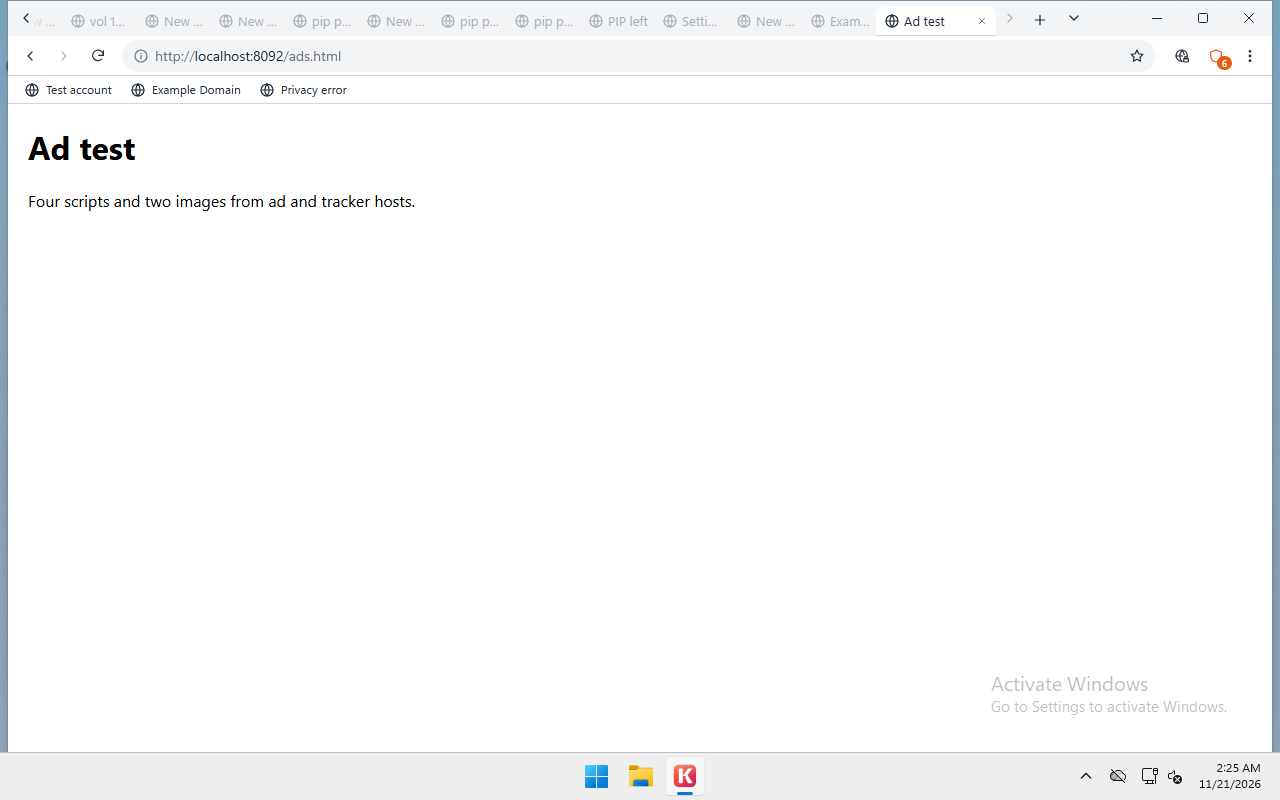 vol 1...
New ...
New ...
pip p...
New ...
pip p...
pip p...
PIP left
Setti...
New ...
Exam...
Ad test
http://localhost:8092/ads.html
6
Test account
Example Domain
Privacy error
Ad test
Four scripts and two images from ad and tracker hosts.
Activate Windows
Go to Settings to activate Windows.
K
2:25 AM
11/21/2026